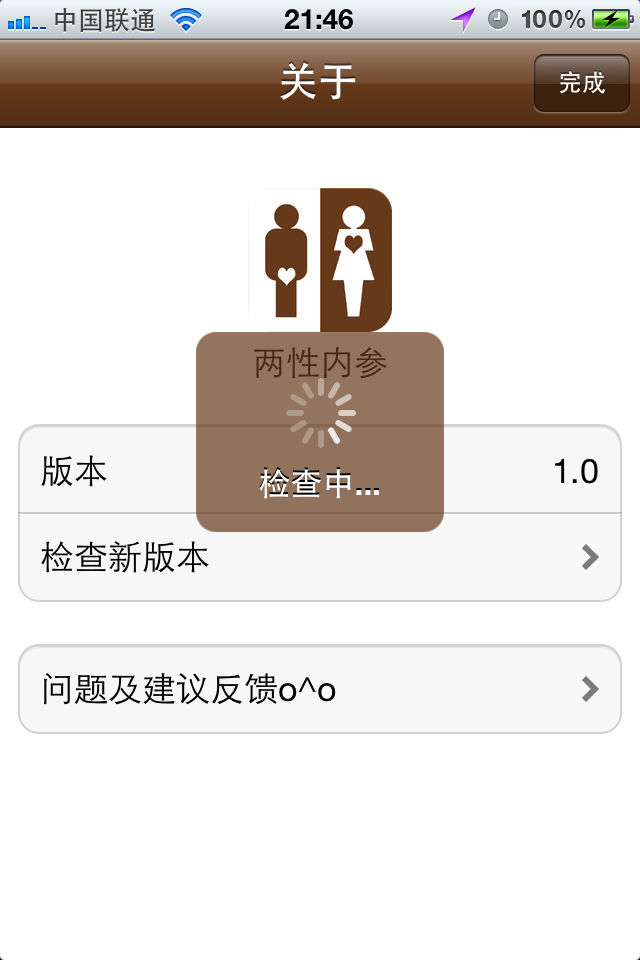 中国联通 21:46 100%
关于 完成
两性内参
检查中...
版本 1.0
检查新版本
问题及建议反馈o^o